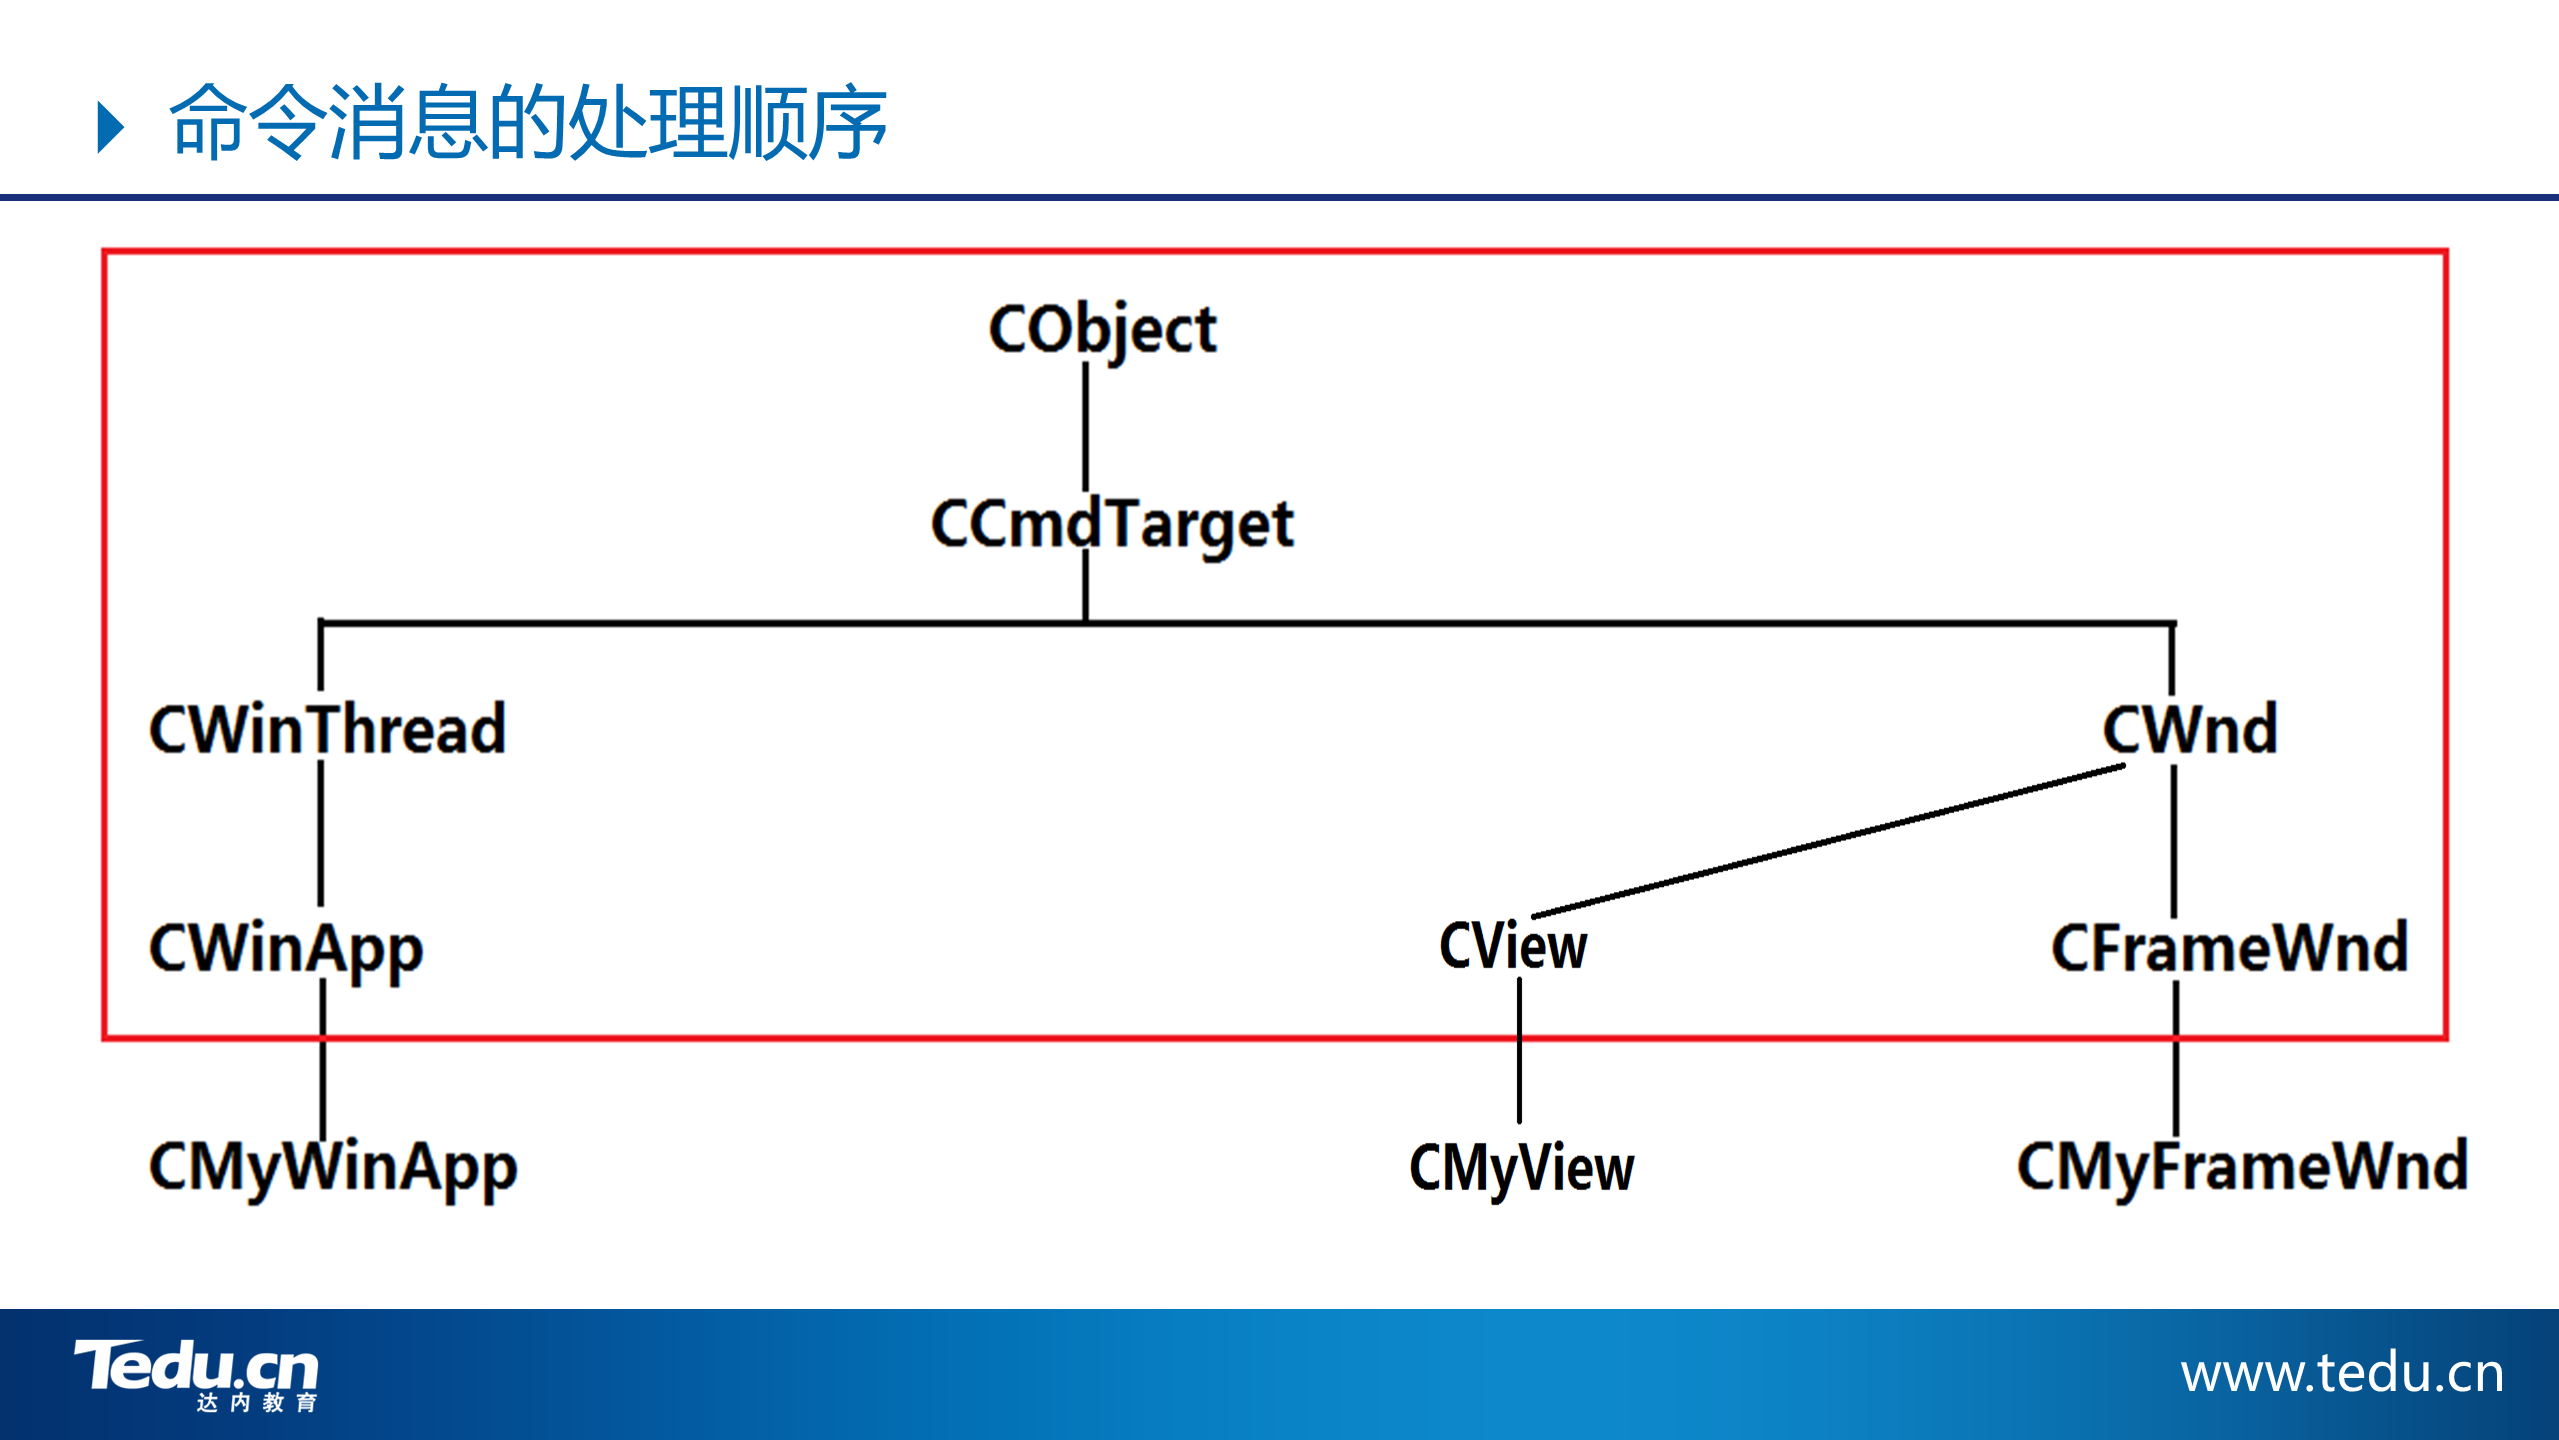 命令消息的处理顺序
CObject
CCmdTarget
CWinThread
CWnd
CWinApp
CView
CFrameWnd
CMyWinApp
CMyView
CMyFrameWnd
Tedu.cn
达内教育
www.tedu.cn